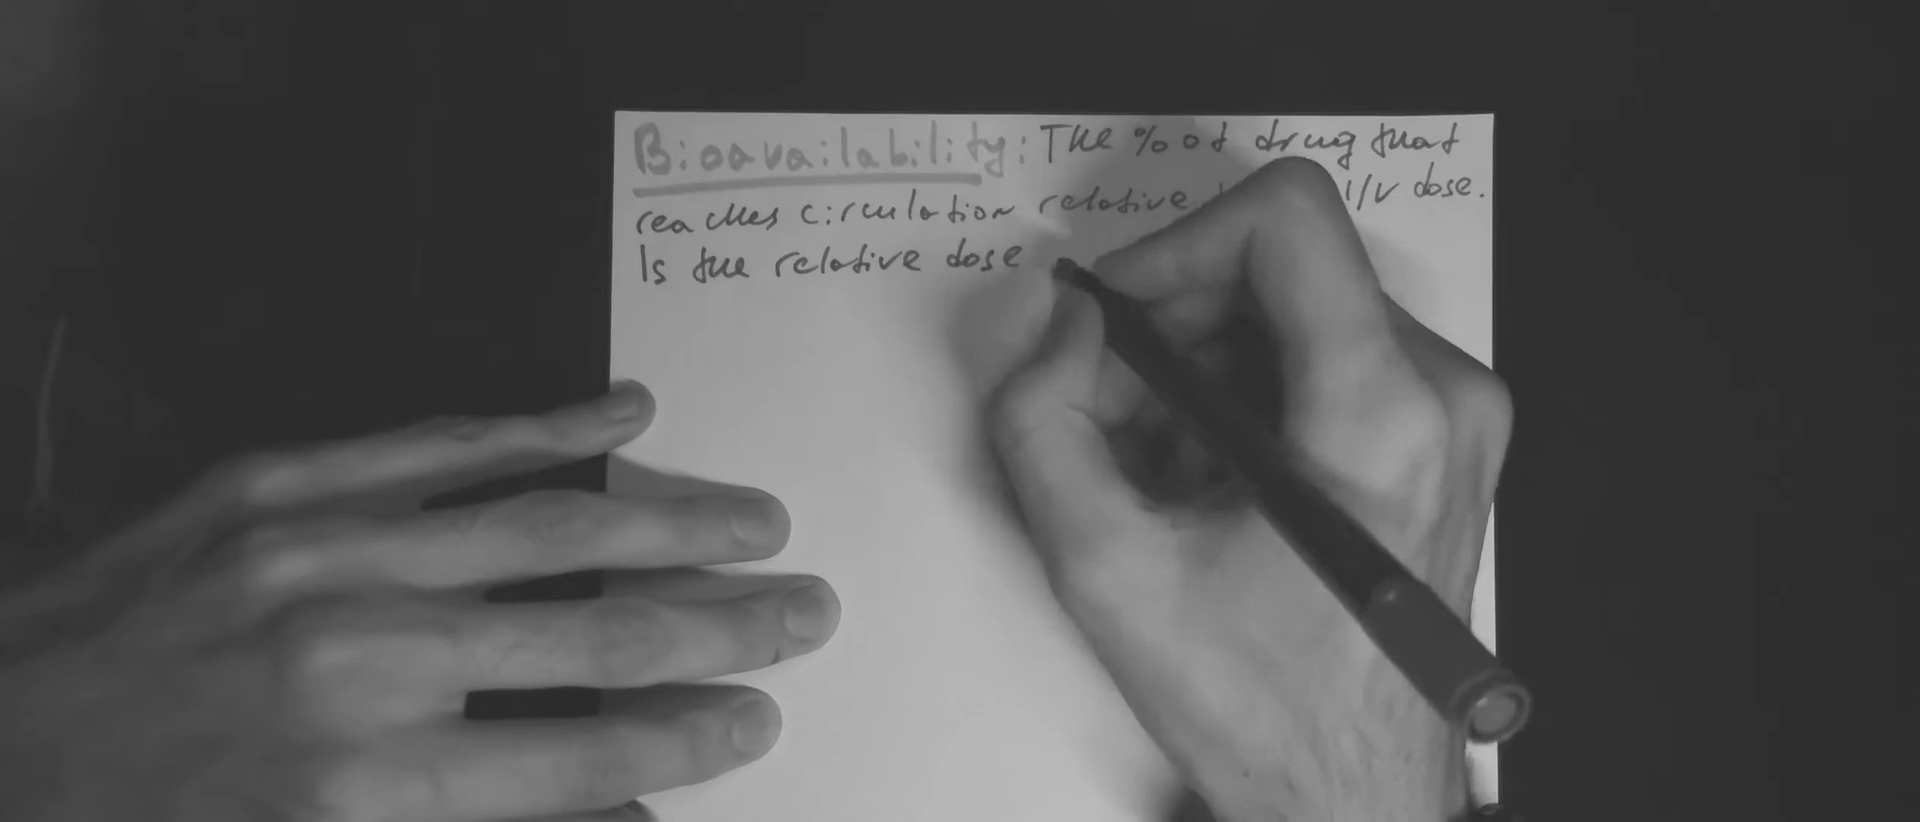 Bioavailability: The % of drug that
reaches circulation relative I/V dose.
Is the relative dose